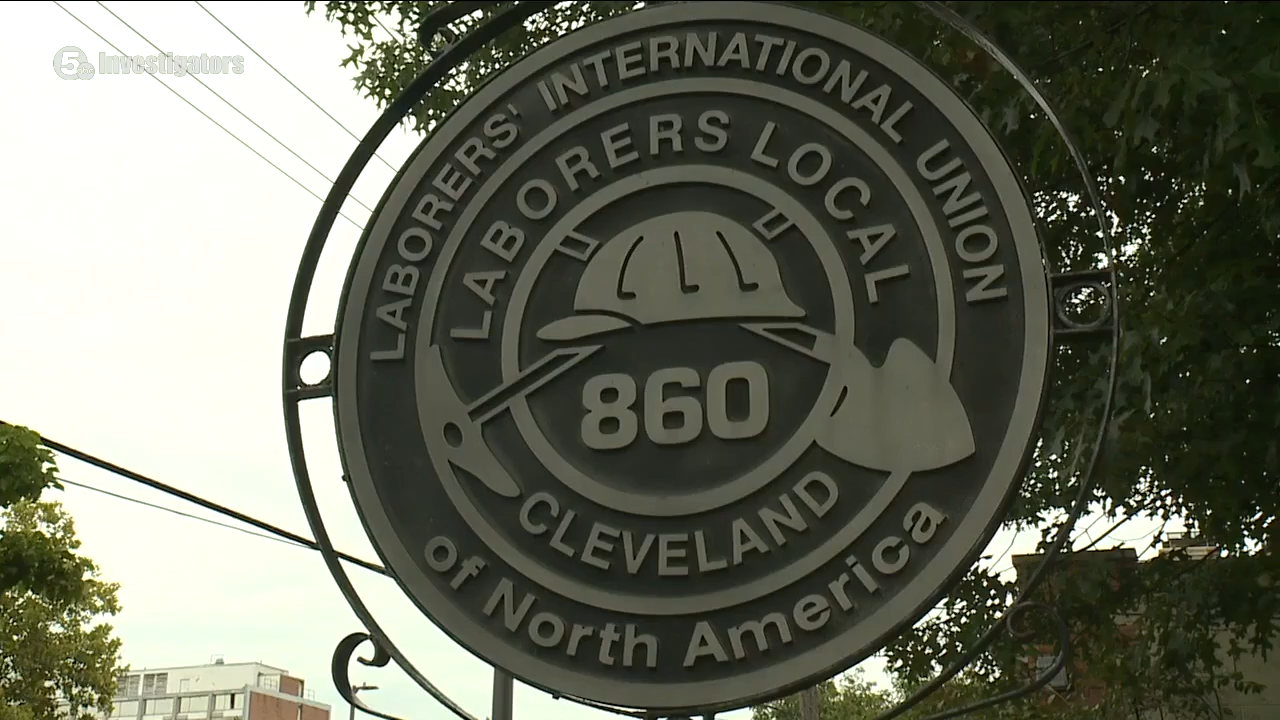 5 Investigators
LABORERS' INTERNATIONAL UNION
LABORERS LOCAL
860
CLEVELAND
of North America